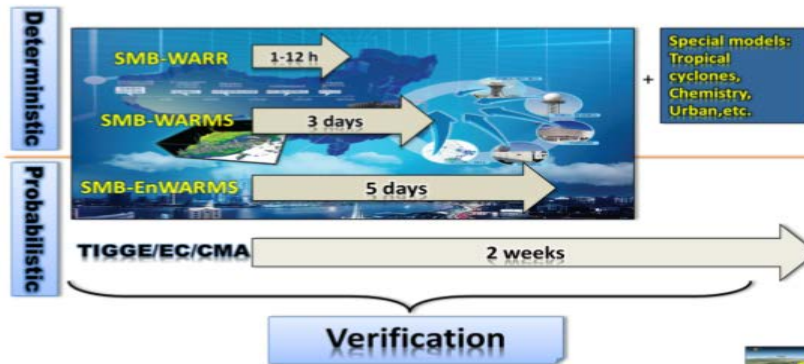 Deterministic
SMB-WARR
1-12 h
SMB-WARMS
3 days
+
Special models:
Tropical
cyclones,
Chemistry,
Urban,etc.
Probabilistic
SMB-EnWARMS
5 days
TIGGE/EC/CMA
2 weeks
Verification